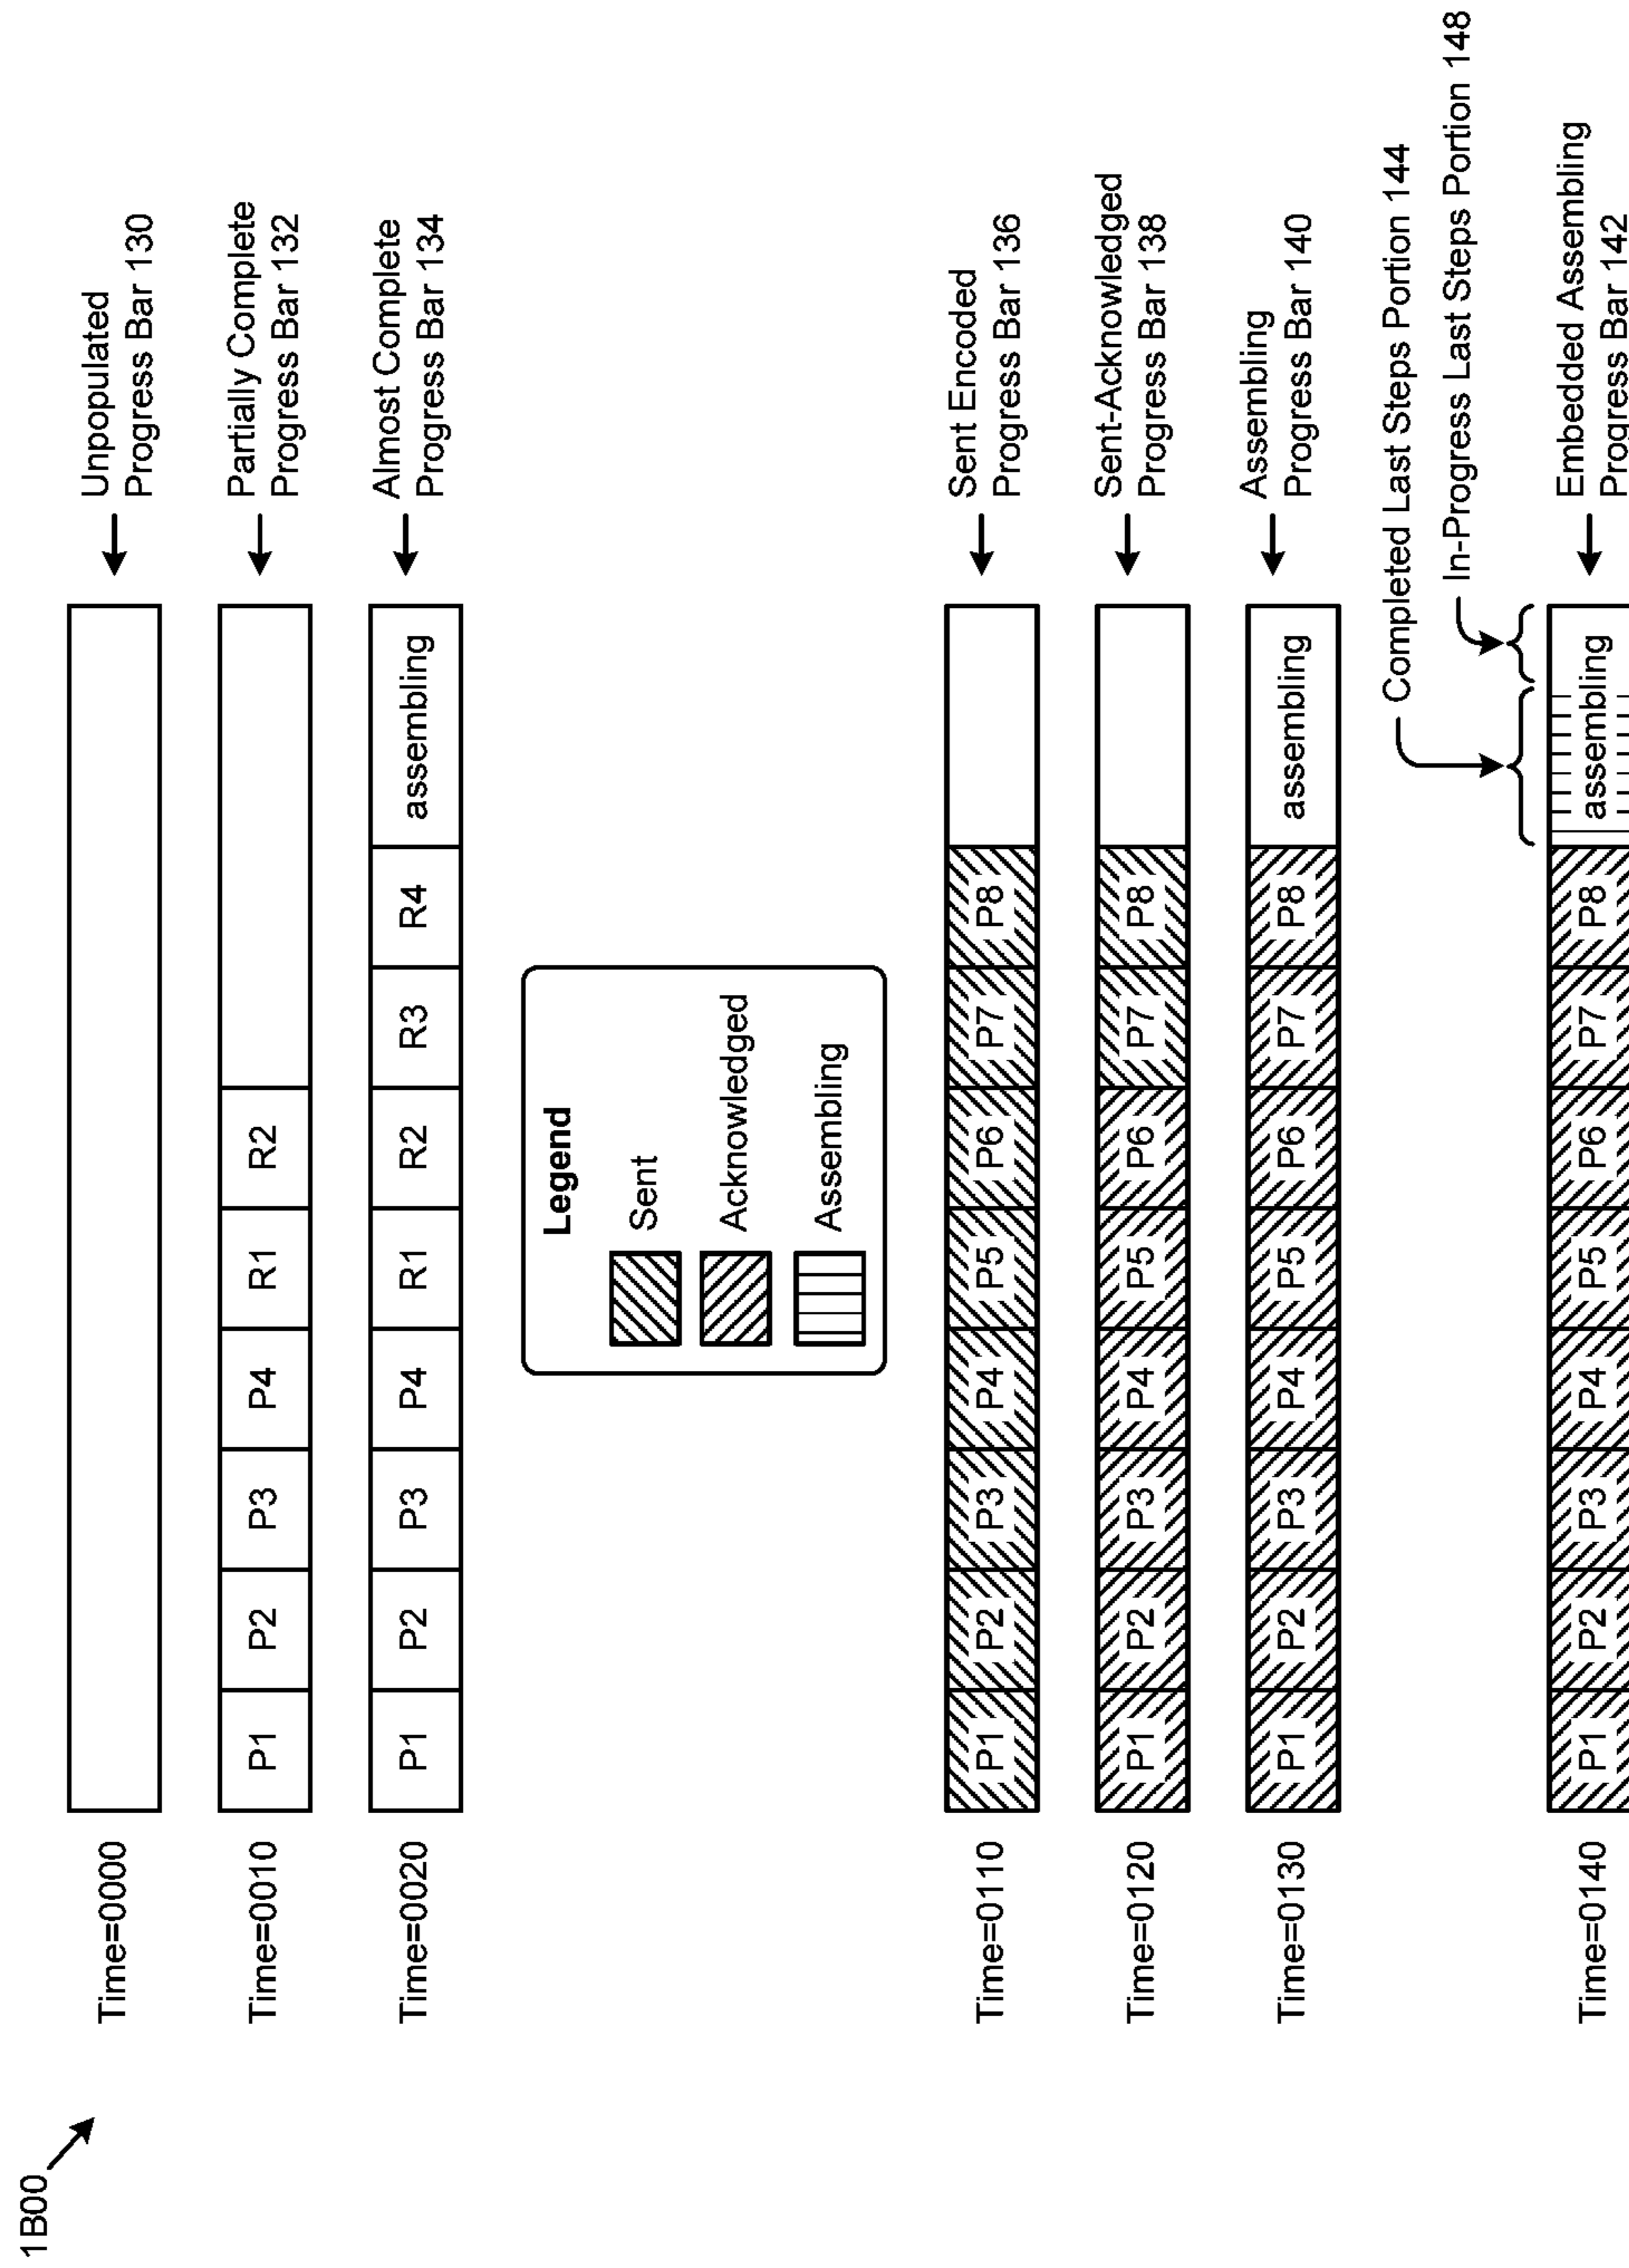 1B00
Time=0000
Unpopulated
Progress Bar 130
Time=0010
P1 P2 P3 P4 R1 R2
Partially Complete
Progress Bar 132
Time=0020
P1 P2 P3 P4 R1 R2 R3 R4 assembling
Almost Complete
Progress Bar 134
Legend
Sent
Acknowledged
Assembling
Time=0110
P1 P2 P3 P4 P5 P6 P7 P8
Sent Encoded
Progress Bar 136
Time=0120
P1 P2 P3 P4 P5 P6 P7 P8
Sent-Acknowledged
Progress Bar 138
Time=0130
P1 P2 P3 P4 P5 P6 P7 P8 assembling
Assembling
Progress Bar 140
Completed Last Steps Portion 144
In-Progress Last Steps Portion 148
Time=0140
P1 P2 P3 P4 P5 P6 P7 P8 assembling
Embedded Assembling
Progress Bar 142